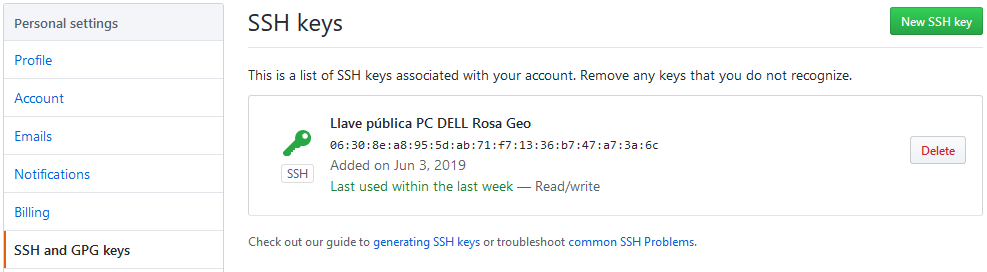 Personal settings
Profile
Account
Emails
Notifications
Billing
SSH and GPG keys
SSH keys
New SSH key
This is a list of SSH keys associated with your account. Remove any keys that you do not recognize.
SSH
Llave pública PC DELL Rosa Geo
06:30:8e:a8:95:5d:ab:71:f7:13:36:b7:47:a7:3a:6c
Added on Jun 3, 2019
Last used within the last week — Read/write
Delete
Check out our guide to generating SSH keys or troubleshoot common SSH Problems.